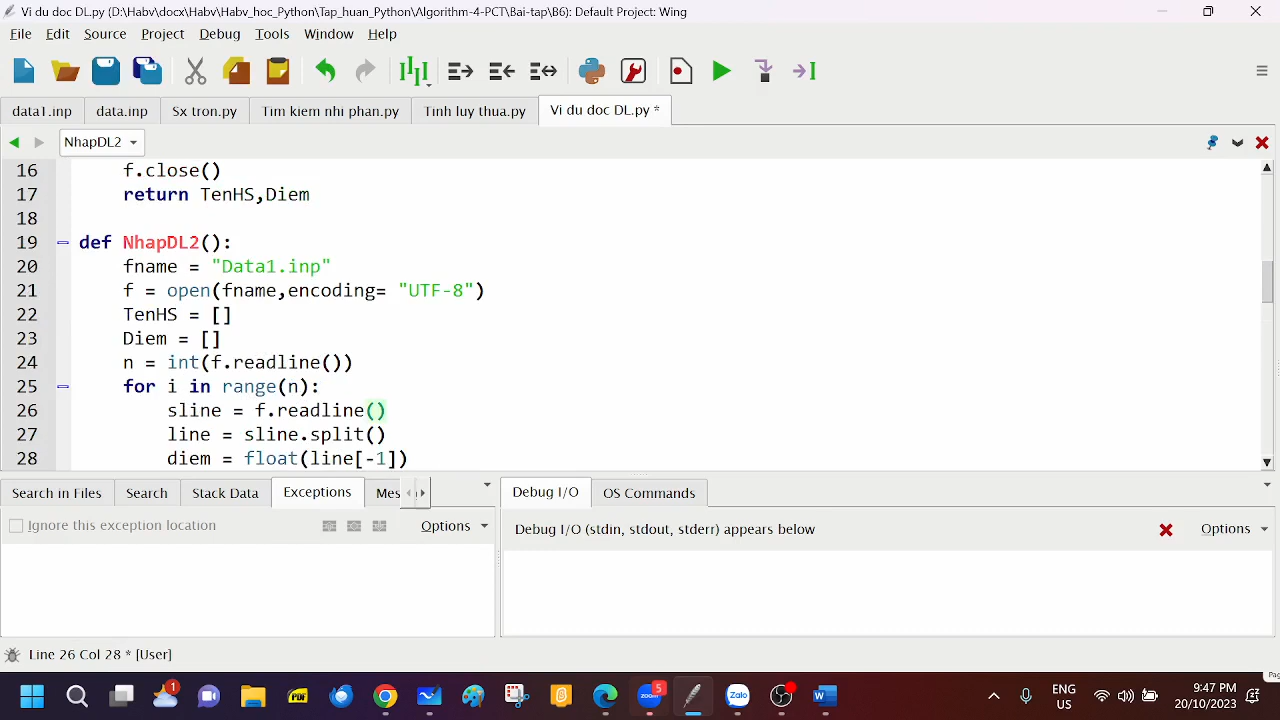 Vi du doc DL.py (D:\Habv\docx\Habv\Habv_hoc_Python\Tap_huan_Python\Algorithm-4-PCT\Bai-tap\B6): Default Project: Wing
File Edit Source Project Debug Tools Window Help
data1.inp data.inp Sx tron.py Tim kiem nhi phan.py Tinh luy thua.py Vi du doc DL.py *
NhapDL2
16 f.close()
17 return TenHS,Diem
18
19 def NhapDL2():
20 fname = "Data1.inp"
21 f = open(fname,encoding= "UTF-8")
22 TenHS = []
23 Diem = []
24 n = int(f.readline())
25 for i in range(n):
26 sline = f.readline()
27 line = sline.split()
28 diem = float(line[-1])
Search in Files Search Stack Data Exceptions Mes Debug I/O OS Commands
Ignore this exception location Options Debug I/O (stdin, stdout, stderr) appears below Options
Line 26 Col 28 * [User]
Pag
1 PDF 5 Zalo ENG 9:47 PM
US 20/10/2023